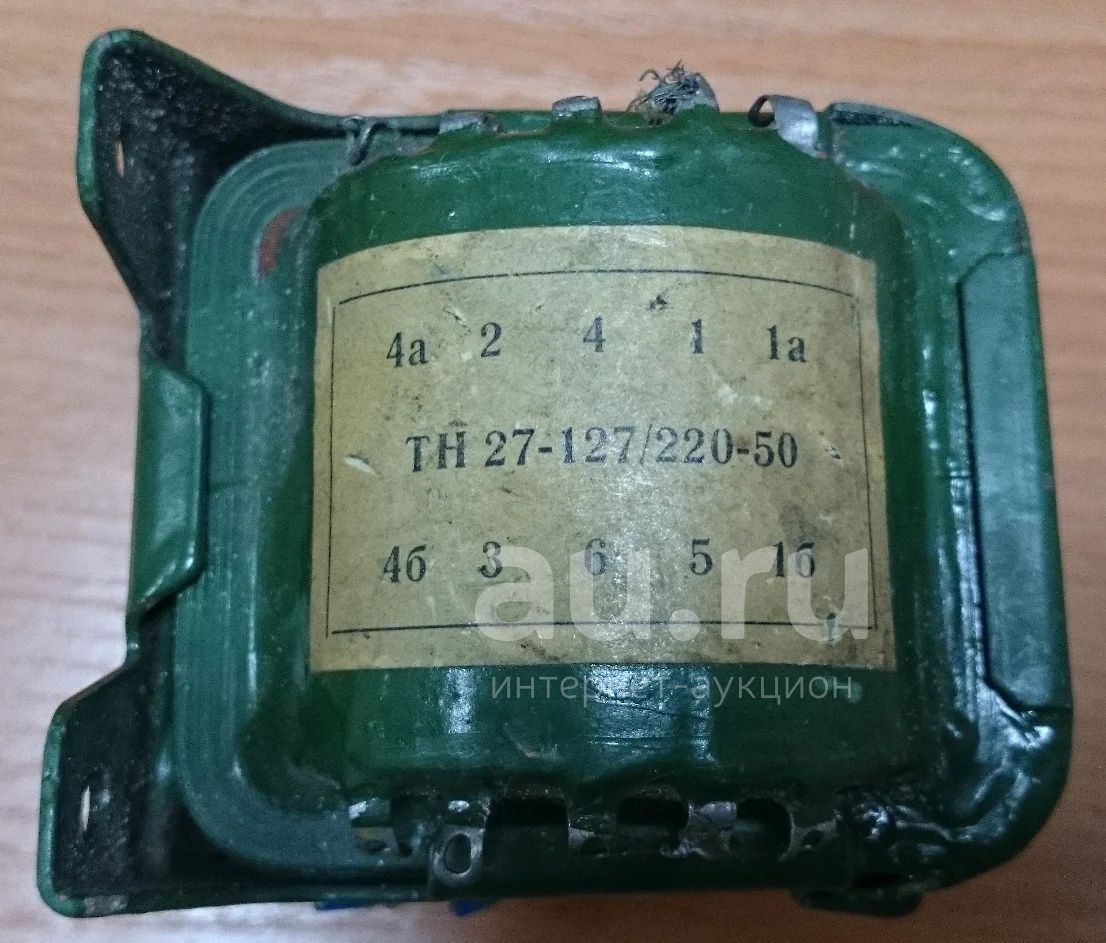 4а 2 4 1 1а
ТН 27-127/220-50
4б 3 6 5 1б
au.ru
интернет-аукцион